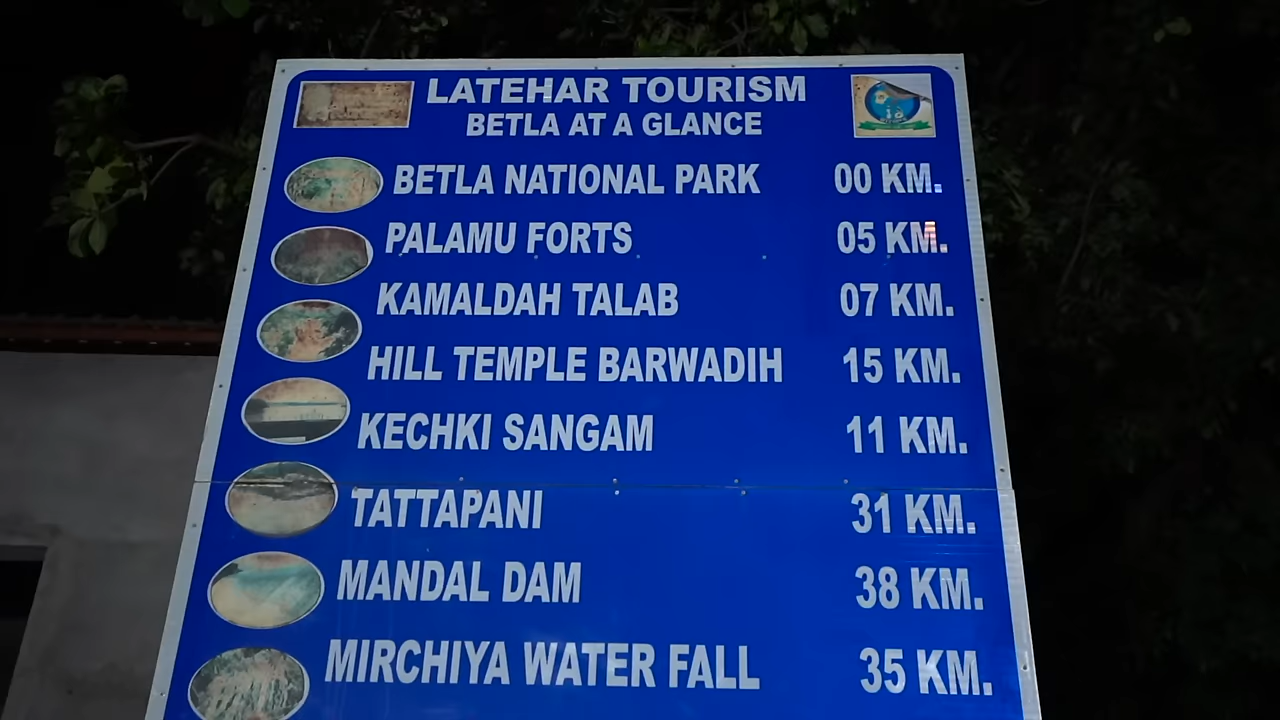 LATEHAR TOURISM
BETLA AT A GLANCE
BETLA NATIONAL PARK 00 KM.
PALAMU FORTS 05 KM.
KAMALDAH TALAB 07 KM.
HILL TEMPLE BARWADIH 15 KM.
KECHKI SANGAM 11 KM.
TATTAPANI 31 KM.
MANDAL DAM 38 KM.
MIRCHIYA WATER FALL 35 KM.